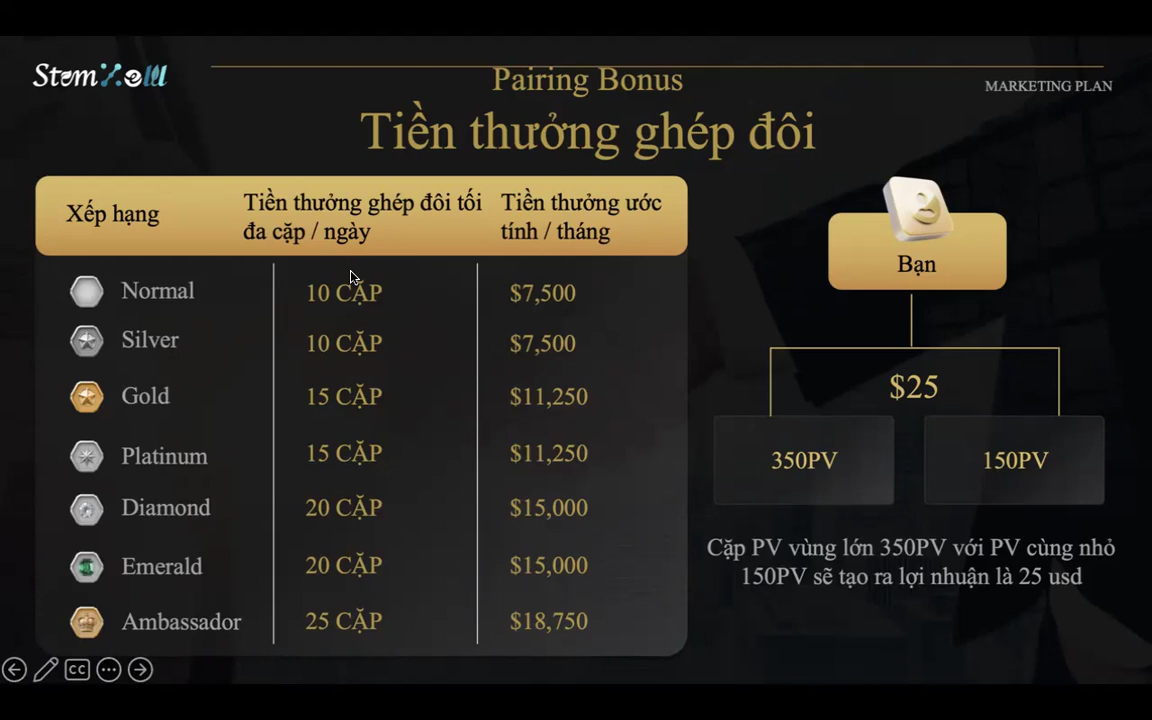 StemXcell
Pairing Bonus
MARKETING PLAN
Tiền thưởng ghép đôi
Xếp hạng
Tiền thưởng ghép đôi tối
đa cặp / ngày
Tiền thưởng ước
tính / tháng
Normal 10 CẶP $7,500
Silver 10 CẶP $7,500
Gold 15 CẶP $11,250
Platinum 15 CẶP $11,250
Diamond 20 CẶP $15,000
Emerald 20 CẶP $15,000
Ambassador 25 CẶP $18,750
Bạn
$25
350PV 150PV
Cặp PV vùng lớn 350PV với PV cùng nhỏ
150PV sẽ tạo ra lợi nhuận là 25 usd
CC